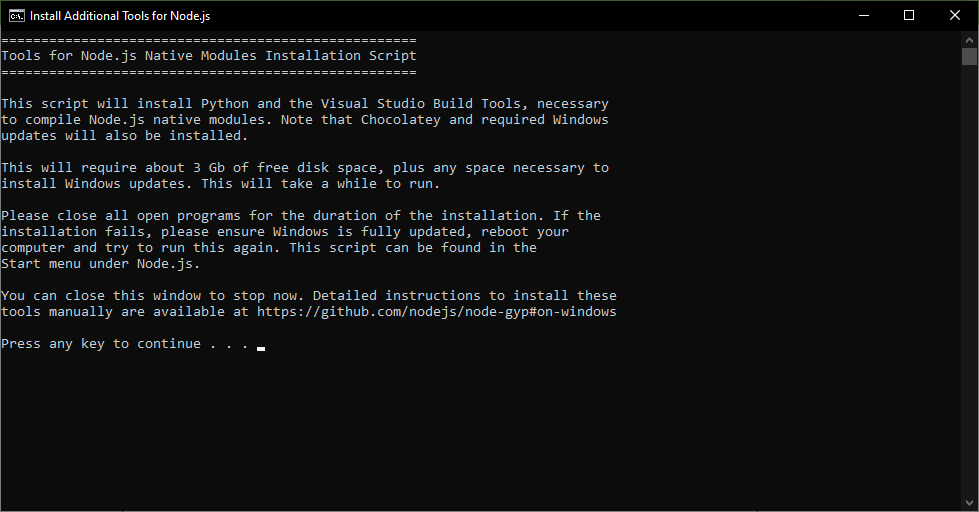 Install Additional Tools for Node.js
====================================================
Tools for Node.js Native Modules Installation Script
====================================================
This script will install Python and the Visual Studio Build Tools, necessary
to compile Node.js native modules. Note that Chocolatey and required Windows
updates will also be installed.
This will require about 3 Gb of free disk space, plus any space necessary to
install Windows updates. This will take a while to run.
Please close all open programs for the duration of the installation. If the
installation fails, please ensure Windows is fully updated, reboot your
computer and try to run this again. This script can be found in the
Start menu under Node.js.
You can close this window to stop now. Detailed instructions to install these
tools manually are available at https://github.com/nodejs/node-gyp#on-windows
Press any key to continue . . .